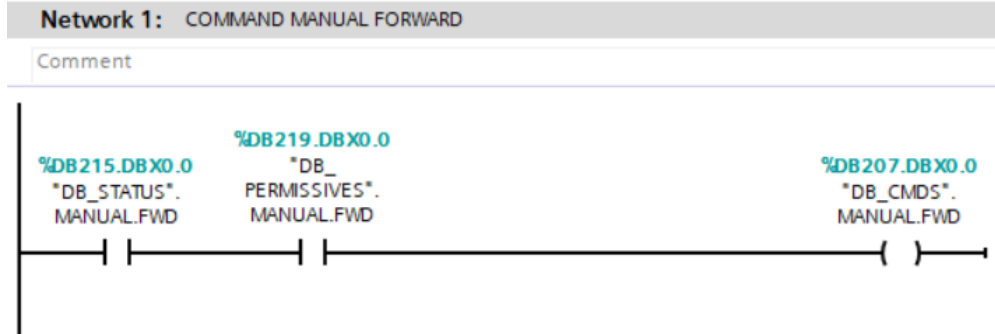 Network 1: COMMAND MANUAL FORWARD
Comment
%DB215.DBX0.0
"DB_STATUS".
MANUAL.FWD
%DB219.DBX0.0
"DB_
PERMISSIVES".
MANUAL.FWD
%DB207.DBX0.0
"DB_CMDS".
MANUAL.FWD